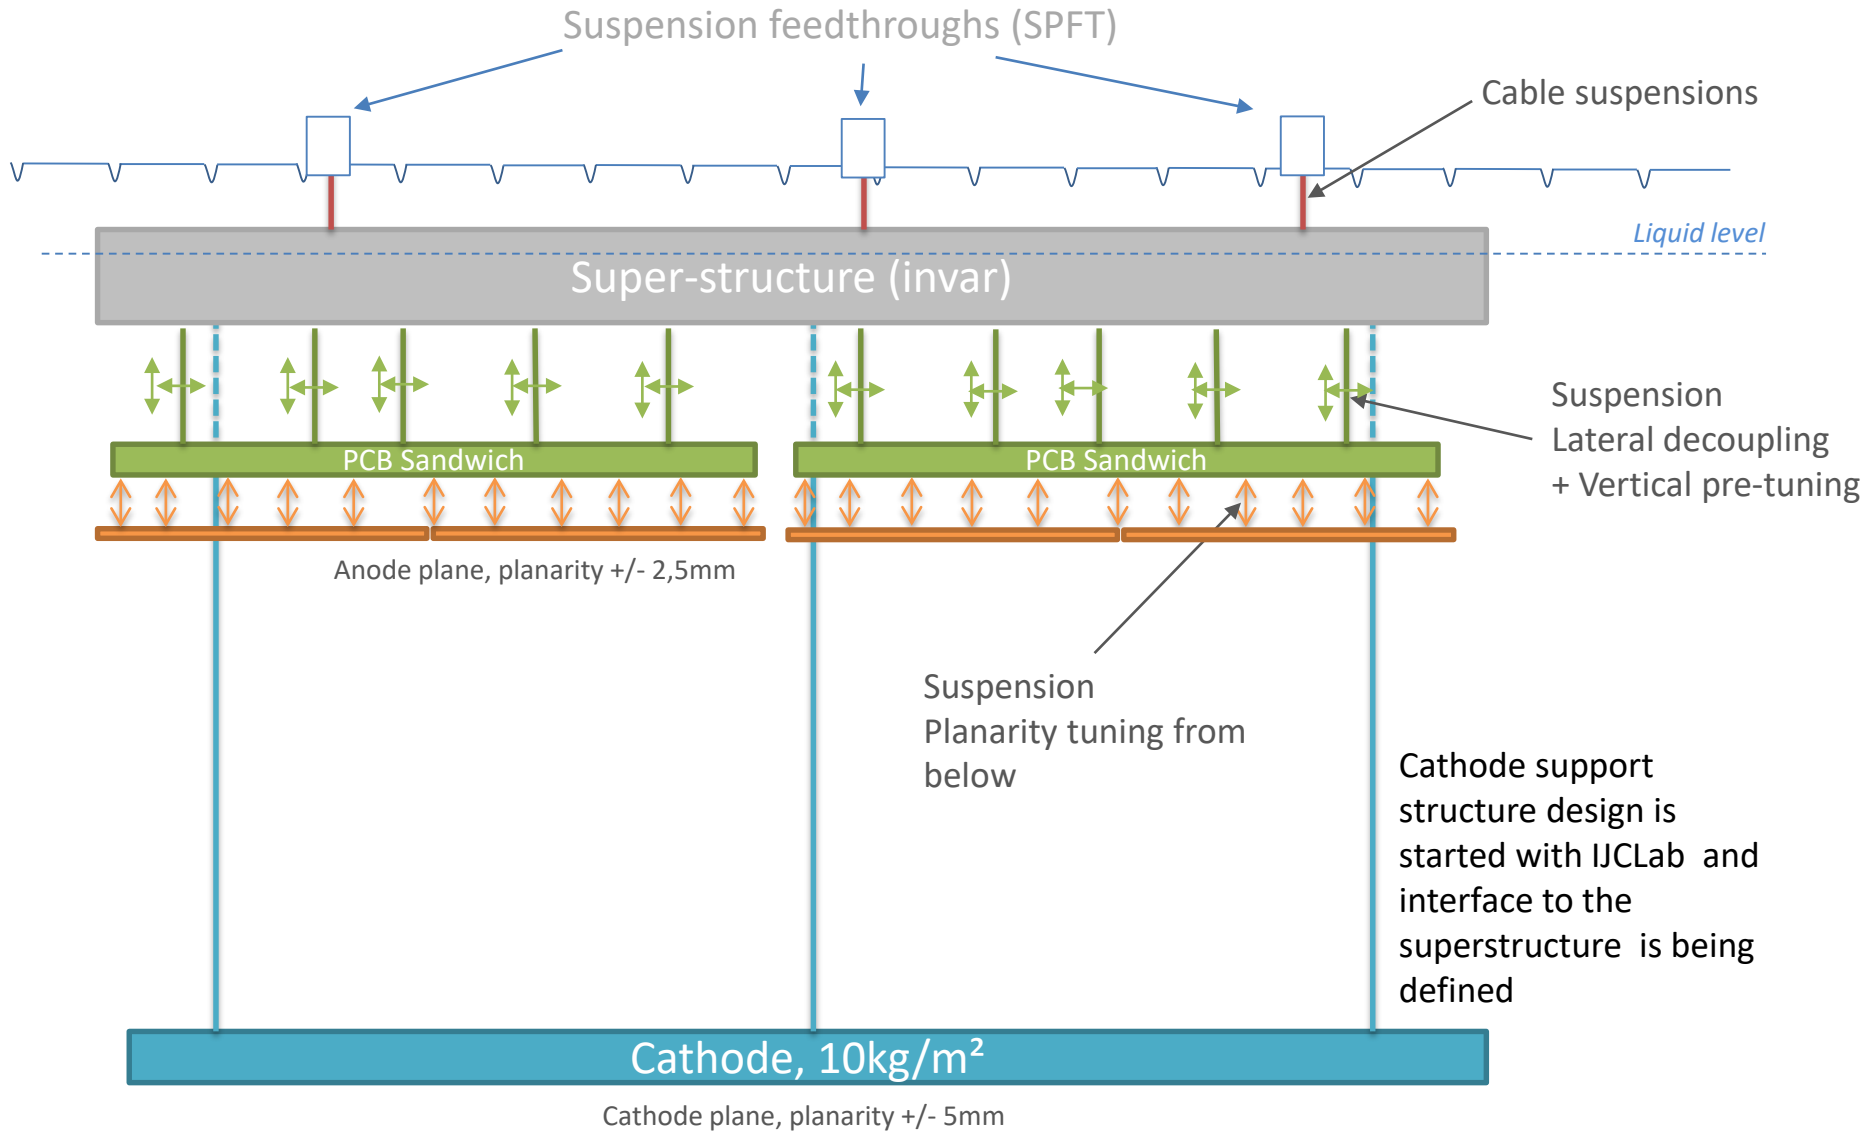 Suspension feedthroughs (SPFT)
Cable suspensions
Liquid level
Super-structure (invar)
Suspension
Lateral decoupling
+ Vertical pre-tuning
PCB Sandwich
PCB Sandwich
Anode plane, planarity +/- 2,5mm
Suspension
Planarity tuning from
below
Cathode support
structure design is
started with IJCLab  and
interface to the
superstructure  is being
defined
Cathode, 10kg/m²
Cathode plane, planarity +/- 5mm